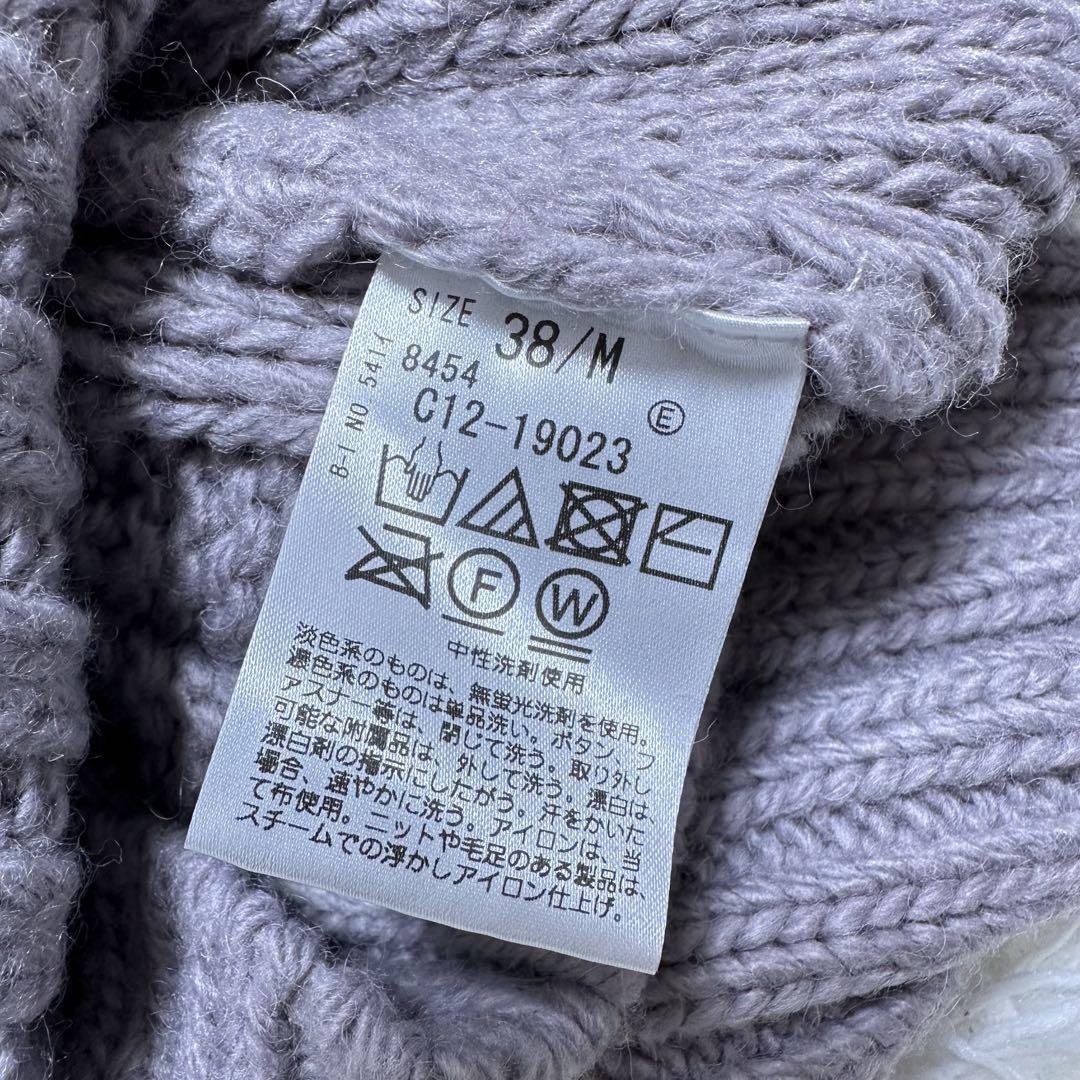 SIZE 38/M
8454
C12-19023
E
B-I NO 5414
F
W
中性洗剤使用
淡色系のものは、無蛍光洗剤を使用。
濃色系のものは単品洗い。ボタン、フ
ァスナー等は、閉じて洗う。取り外し
可能な附属品は、外して洗う。漂白は、
漂白剤の指示にしたがう。汗をかいた
場合、速やかに洗う。アイロンは、当
て布使用。ニットや毛足のある製品は、
スチームでの浮かしアイロン仕上げ。